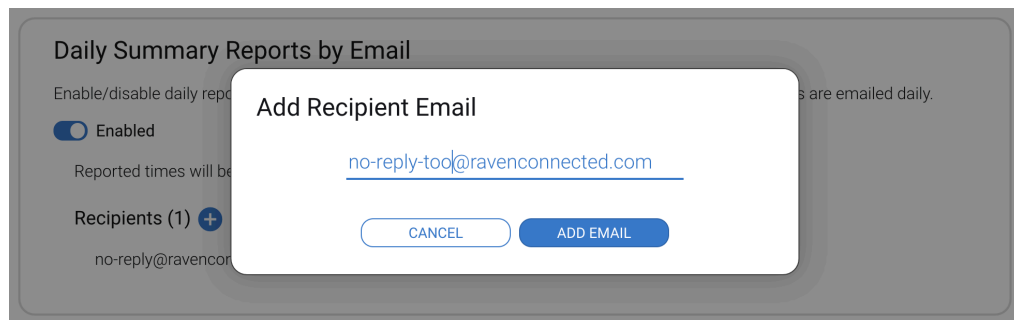 Daily Summary Reports by Email
Enable/disable daily repo s are emailed daily.
Add Recipient Email
Enabled
no-reply-too@ravenconnected.com
Reported times will be
Recipients (1) +
CANCEL ADD EMAIL
no-reply@ravencon